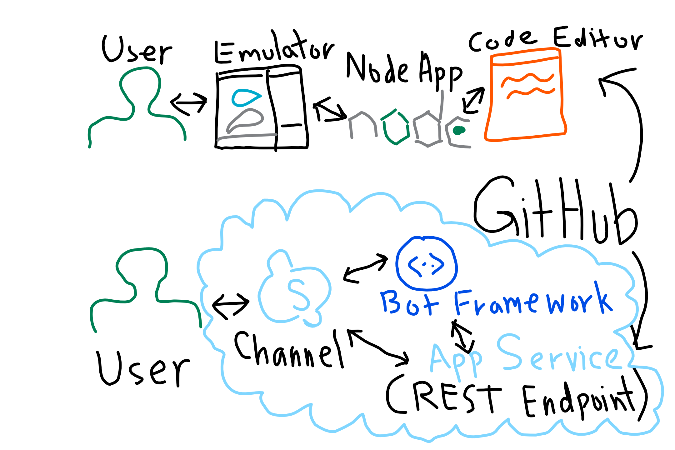 User
Emulator
Node App
Code Editor
node
GitHub
S
Bot Framework
User
Channel
App Service
(REST Endpoint)